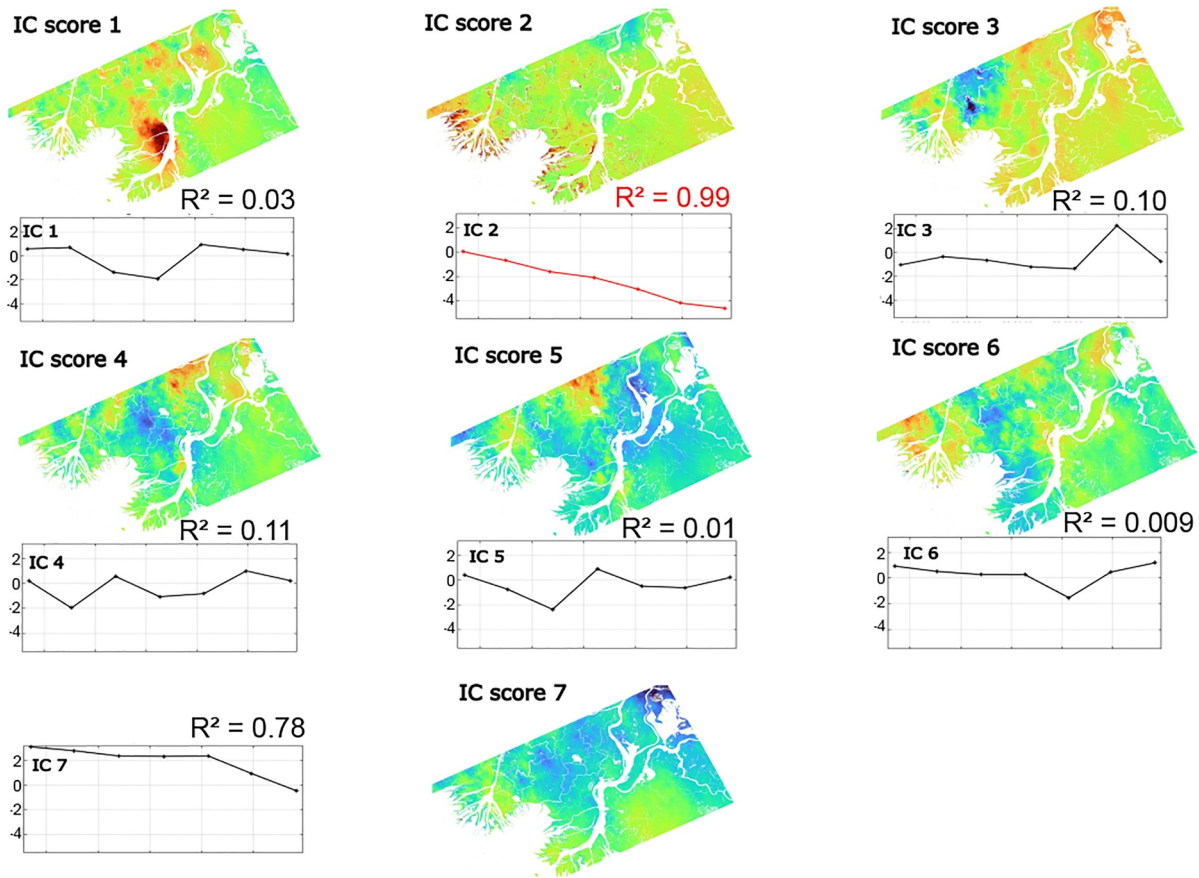 IC score 1
IC score 2
IC score 3
R² = 0.03
R² = 0.99
R² = 0.10
IC 1
2
0
-2
-4
IC 2
2
0
-2
-4
IC 3
2
0
-2
-4
IC score 4
IC score 5
IC score 6
R² = 0.11
R² = 0.01
R² = 0.009
IC 4
2
0
-2
-4
IC 5
2
0
-2
-4
IC 6
2
0
-2
-4
IC score 7
R² = 0.78
IC 7
2
0
-2
-4